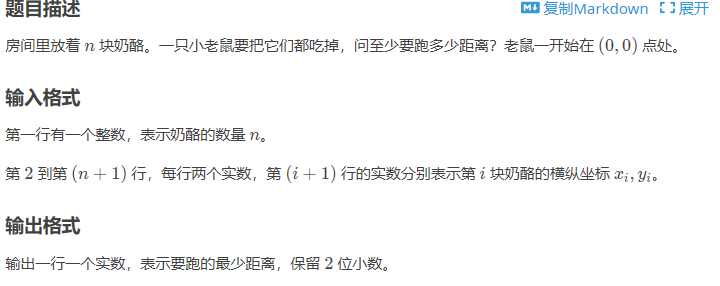 题目描述 复制Markdown 展开
房间里放着 n 块奶酪。一只小老鼠要把它们都吃掉，问至少要跑多少距离？老鼠一开始在 (0, 0) 点处。
输入格式
第一行有一个整数，表示奶酪的数量 n。
第 2 到第 (n + 1) 行，每行两个实数，第 (i + 1) 行的实数分别表示第 i 块奶酪的横纵坐标 xᵢ, yᵢ。
输出格式
输出一行一个实数，表示要跑的最少距离，保留 2 位小数。